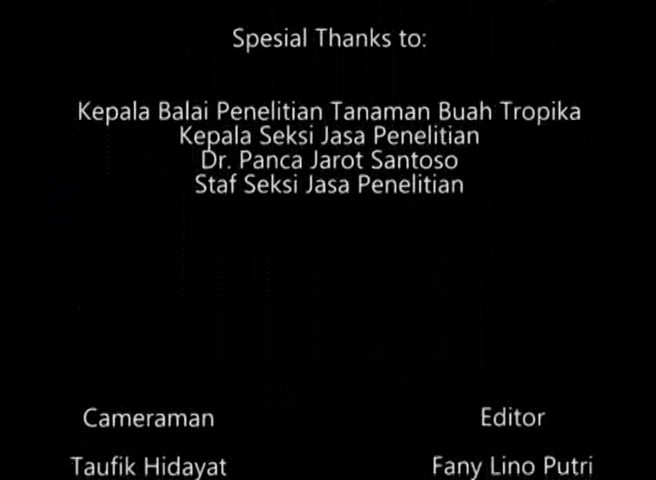 Spesial Thanks to:
Kepala Balai Penelitian Tanaman Buah Tropika
Kepala Seksi Jasa Penelitian
Dr. Panca Jarot Santoso
Staf Seksi Jasa Penelitian
Cameraman
Editor
Taufik Hidayat
Fany Lino Putri